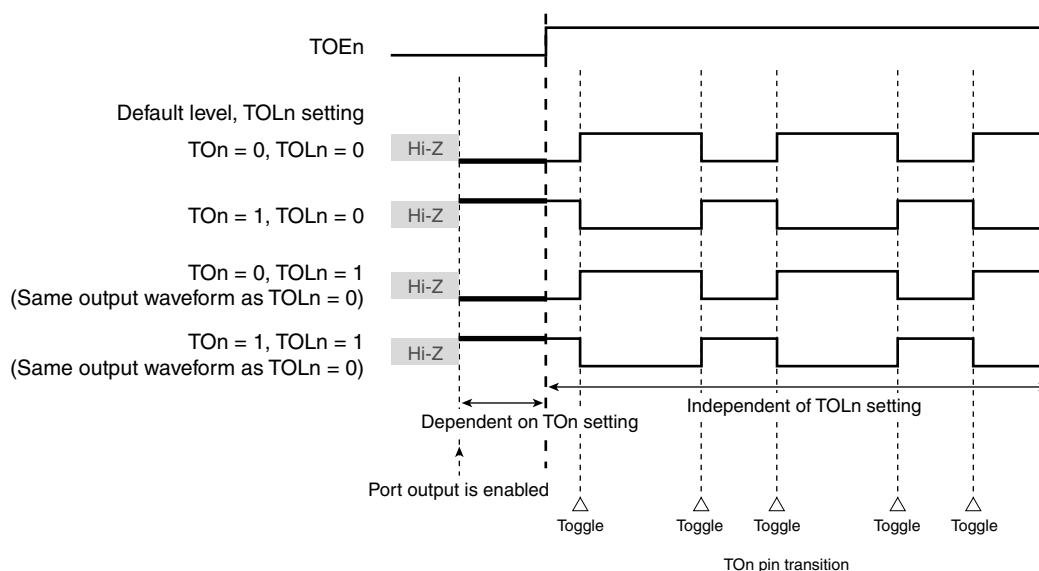 TOEn
Default level, TOLn setting
TOn = 0, TOLn = 0
Hi-Z
TOn = 1, TOLn = 0
Hi-Z
TOn = 0, TOLn = 1
(Same output waveform as TOLn = 0)
Hi-Z
TOn = 1, TOLn = 1
(Same output waveform as TOLn = 0)
Hi-Z
Dependent on TOn setting
Independent of TOLn setting
Port output is enabled
Toggle
Toggle
Toggle
Toggle
Toggle
TOn pin transition